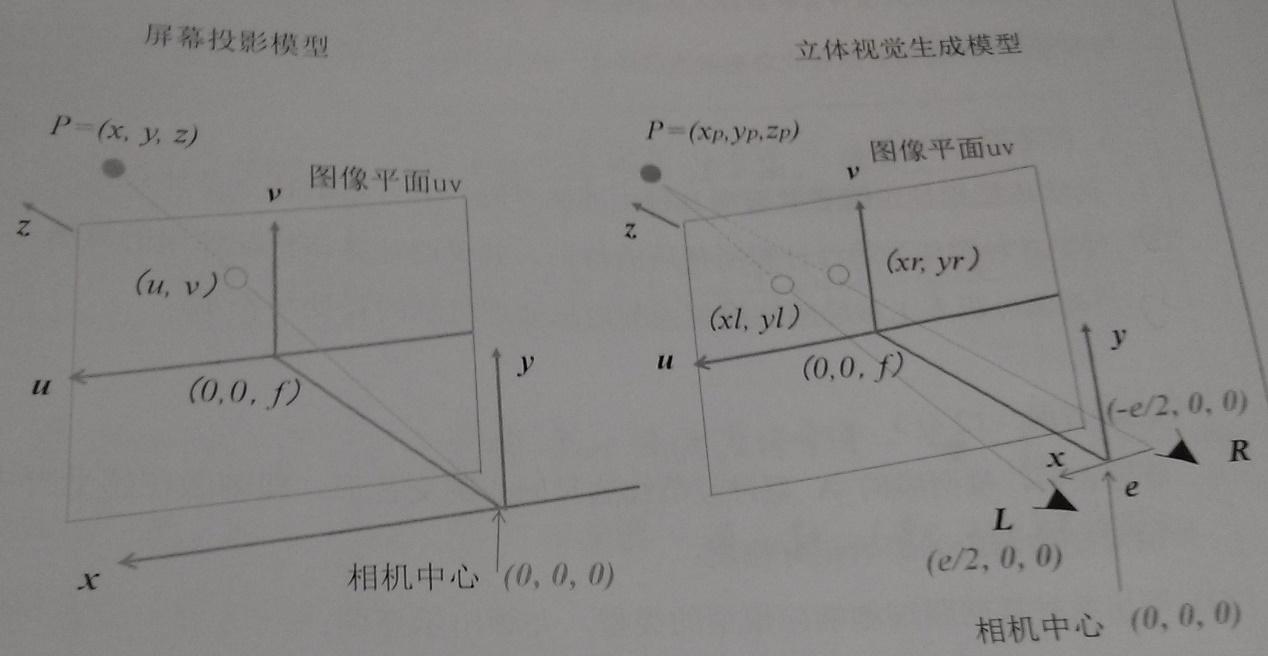 屏幕投影模型
P=(x, y, z)
图像平面uv
v
z
(u, v)
u
(0,0, f)
y
x
相机中心 (0, 0, 0)
立体视觉生成模型
P=(xp,yp,zp)
图像平面uv
v
z
(xr, yr)
(xl, yl)
u
(0,0, f)
y
(-e/2, 0, 0)
x
R
e
L
(e/2, 0, 0)
相机中心 (0, 0, 0)